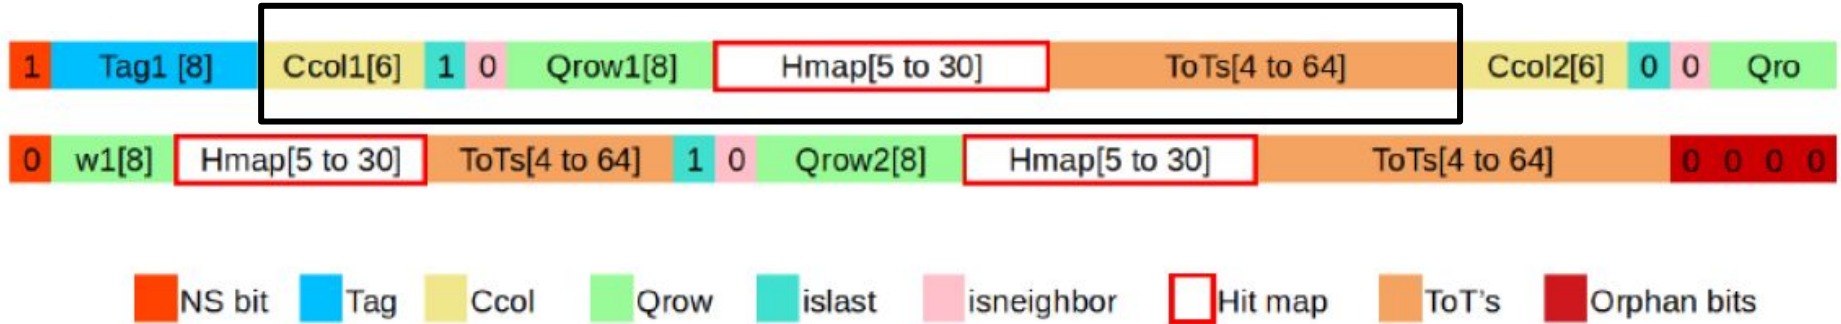 1 Tag1 [8] Ccol1[6] 1 0 Qrow1[8] Hmap[5 to 30] ToTs[4 to 64] Ccol2[6] 0 0 Qro
0 w1[8] Hmap[5 to 30] ToTs[4 to 64] 1 0 Qrow2[8] Hmap[5 to 30] ToTs[4 to 64] 0 0 0 0
NS bit Tag Ccol Qrow islast isneighbor Hit map ToT's Orphan bits